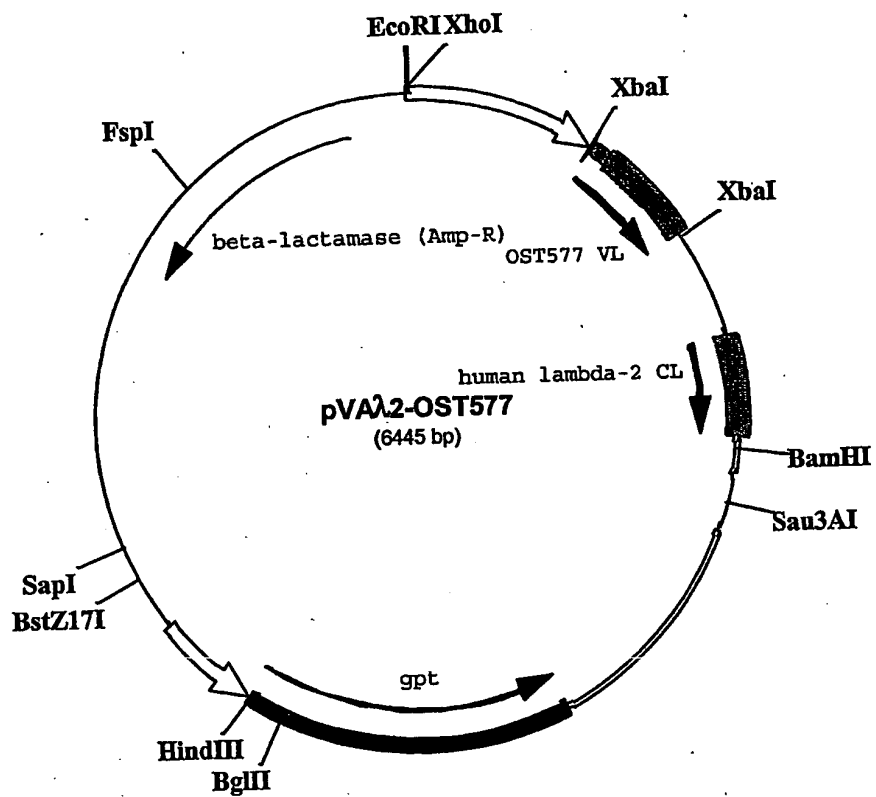 EcoRI XhoI
XbaI
FspI
XbaI
beta-lactamase (Amp-R)
OST577 VL
human lambda-2 CL
pVAλ2-OST577
(6445 bp)
BamHI
Sau3AI
SapI
BstZ17I
gpt
HindIII
BglII